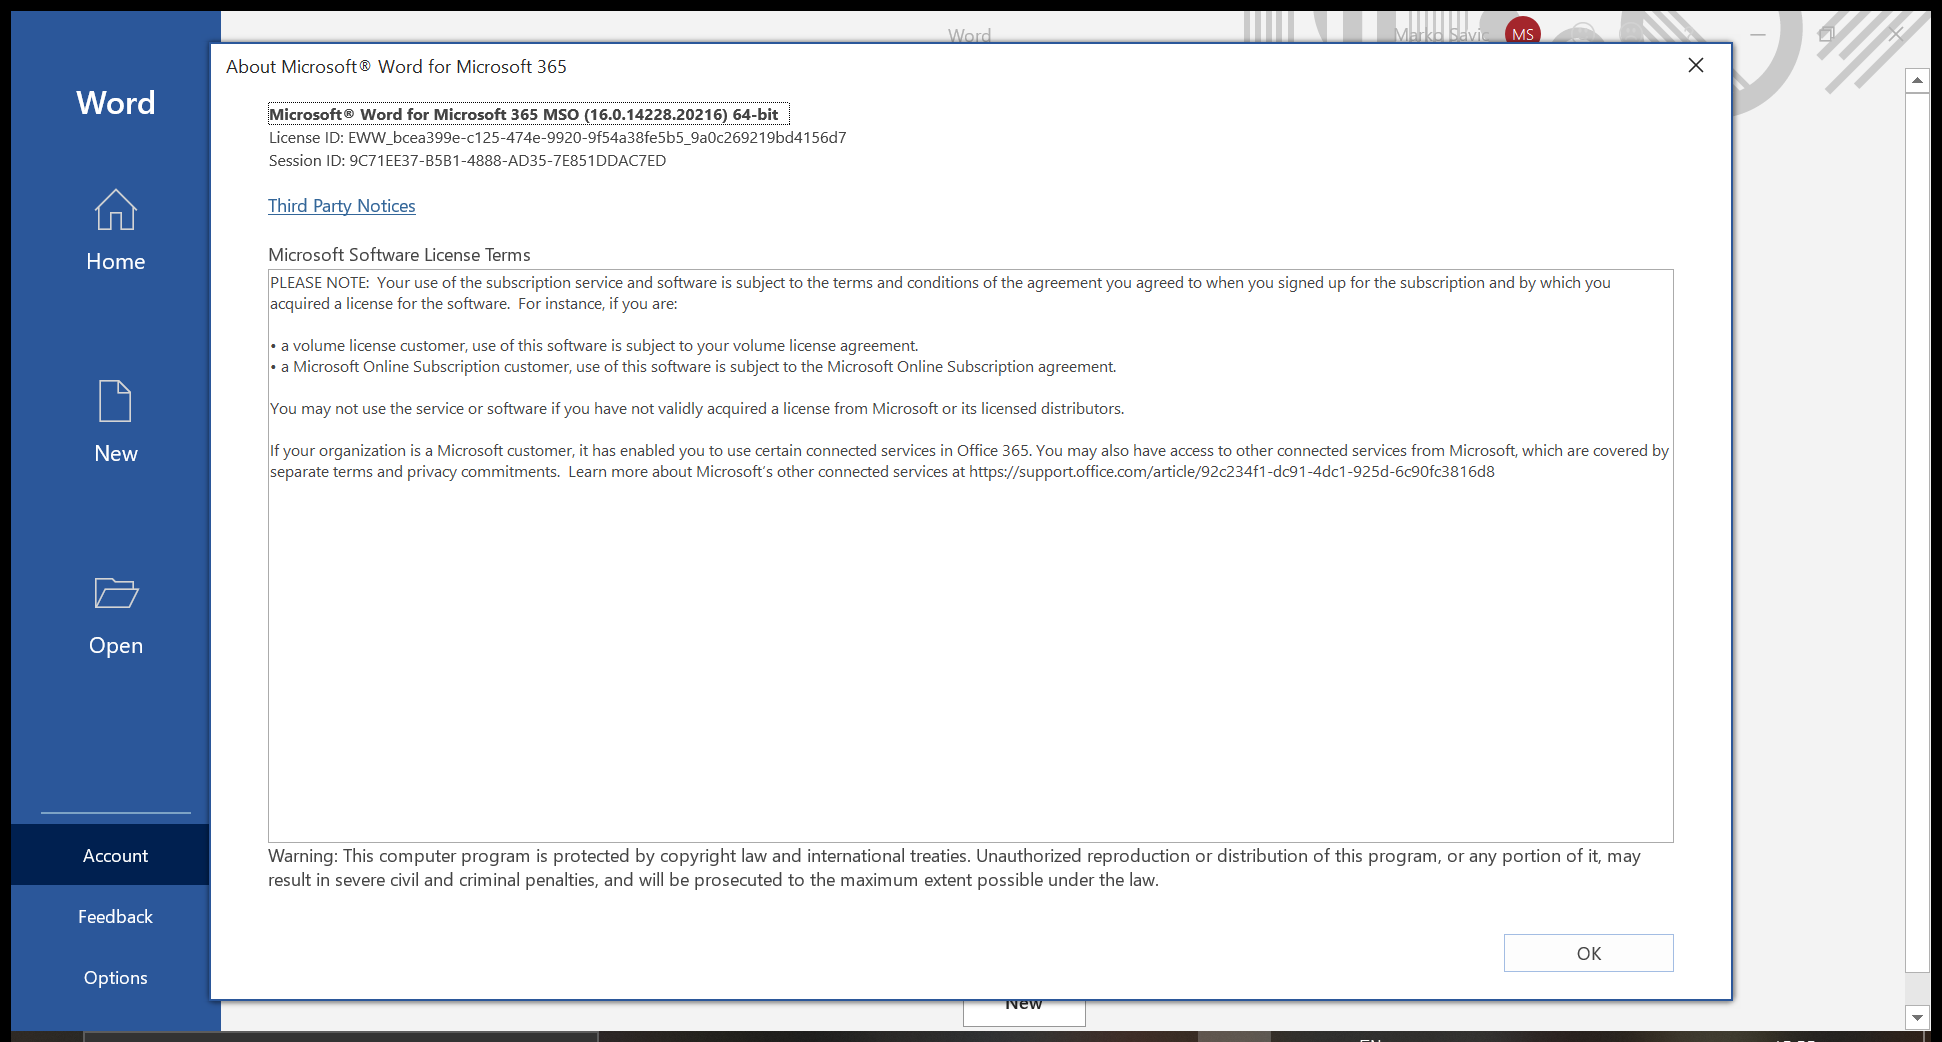 Word
Marko Savic
MS
Word
Home
New
Open
Account
Feedback
Options
About Microsoft® Word for Microsoft 365
Microsoft® Word for Microsoft 365 MSO (16.0.14228.20216) 64-bit
License ID: EWW_bcea399e-c125-474e-9920-9f54a38fe5b5_9a0c269219bd4156d7
Session ID: 9C71EE37-B5B1-4888-AD35-7E851DDAC7ED
Third Party Notices
Microsoft Software License Terms
PLEASE NOTE:  Your use of the subscription service and software is subject to the terms and conditions of the agreement you agreed to when you signed up for the subscription and by which you
acquired a license for the software.  For instance, if you are:
• a volume license customer, use of this software is subject to your volume license agreement.
• a Microsoft Online Subscription customer, use of this software is subject to the Microsoft Online Subscription agreement.
You may not use the service or software if you have not validly acquired a license from Microsoft or its licensed distributors.
If your organization is a Microsoft customer, it has enabled you to use certain connected services in Office 365. You may also have access to other connected services from Microsoft, which are covered by
separate terms and privacy commitments.  Learn more about Microsoft's other connected services at https://support.office.com/article/92c234f1-dc91-4dc1-925d-6c90fc3816d8
Warning: This computer program is protected by copyright law and international treaties. Unauthorized reproduction or distribution of this program, or any portion of it, may
result in severe civil and criminal penalties, and will be prosecuted to the maximum extent possible under the law.
OK
New